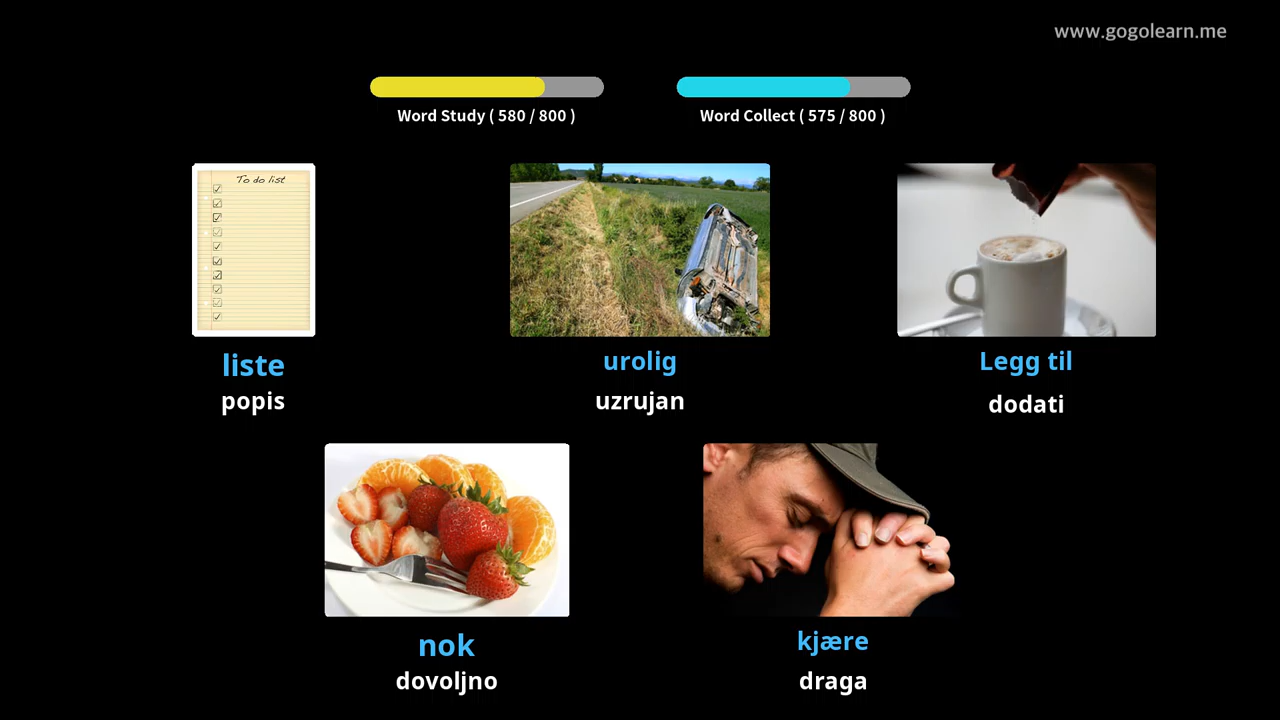 www.gogolearn.me
Word Study ( 580 / 800 )
Word Collect ( 575 / 800 )
To do list
liste
popis
urolig
uzrujan
Legg til
dodati
nok
dovoljno
kjære
draga